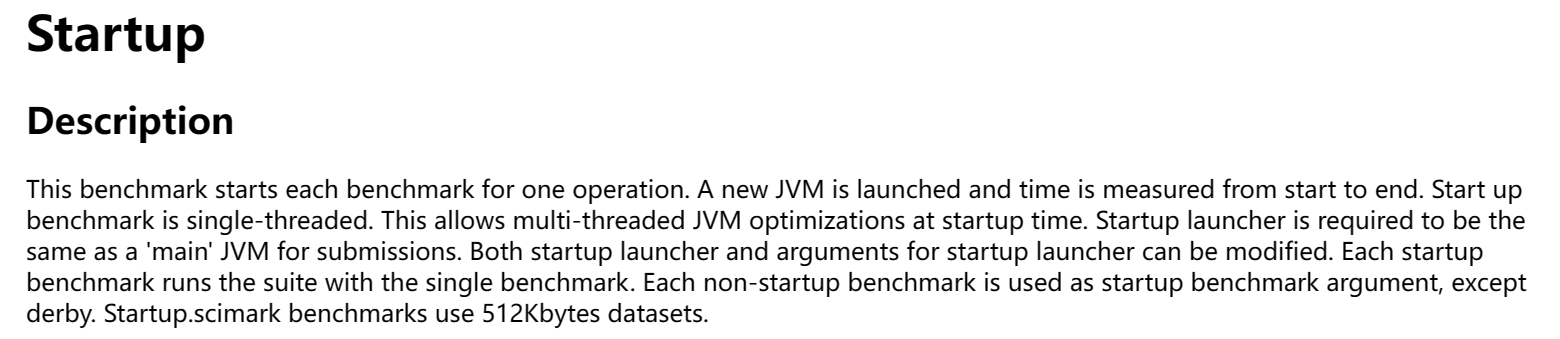 Startup
Description
This benchmark starts each benchmark for one operation. A new JVM is launched and time is measured from start to end. Start up
benchmark is single-threaded. This allows multi-threaded JVM optimizations at startup time. Startup launcher is required to be the
same as a 'main' JVM for submissions. Both startup launcher and arguments for startup launcher can be modified. Each startup
benchmark runs the suite with the single benchmark. Each non-startup benchmark is used as startup benchmark argument, except
derby. Startup.scimark benchmarks use 512Kbytes datasets.